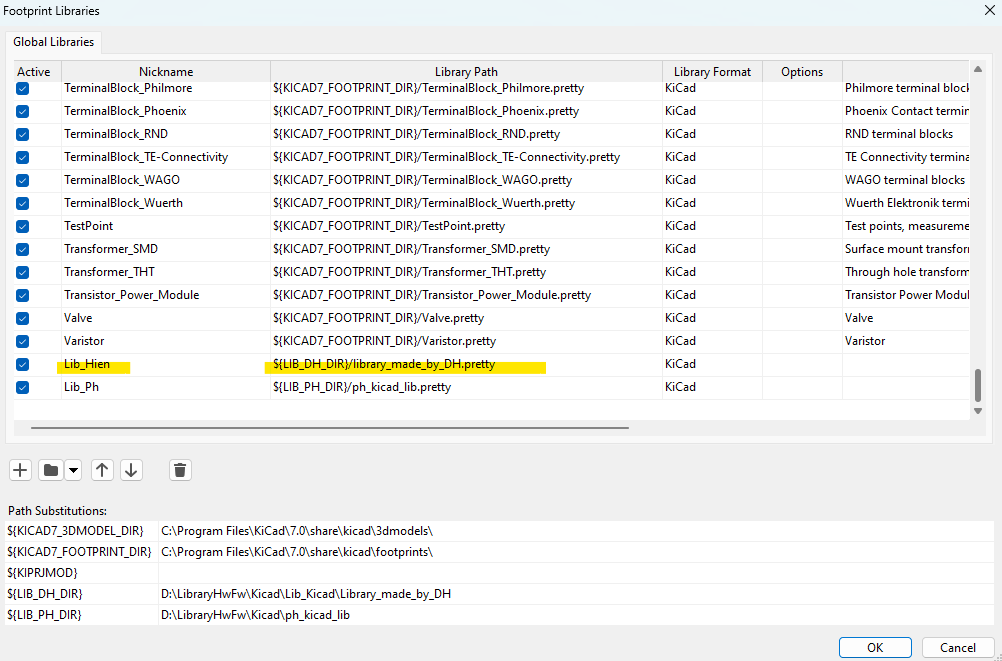 Footprint Libraries
Global Libraries
Active Nickname Library Path Library Format Options
TerminalBlock_Philmore ${KICAD7_FOOTPRINT_DIR}/TerminalBlock_Philmore.pretty KiCad Philmore terminal block
TerminalBlock_Phoenix ${KICAD7_FOOTPRINT_DIR}/TerminalBlock_Phoenix.pretty KiCad Phoenix Contact termin
TerminalBlock_RND ${KICAD7_FOOTPRINT_DIR}/TerminalBlock_RND.pretty KiCad RND terminal blocks
TerminalBlock_TE-Connectivity ${KICAD7_FOOTPRINT_DIR}/TerminalBlock_TE-Connectivity.pretty KiCad TE Connectivity termina
TerminalBlock_WAGO ${KICAD7_FOOTPRINT_DIR}/TerminalBlock_WAGO.pretty KiCad WAGO terminal blocks
TerminalBlock_Wuerth ${KICAD7_FOOTPRINT_DIR}/TerminalBlock_Wuerth.pretty KiCad Wuerth Elektronik termi
TestPoint ${KICAD7_FOOTPRINT_DIR}/TestPoint.pretty KiCad Test points, measureme
Transformer_SMD ${KICAD7_FOOTPRINT_DIR}/Transformer_SMD.pretty KiCad Surface mount transfor
Transformer_THT ${KICAD7_FOOTPRINT_DIR}/Transformer_THT.pretty KiCad Through hole transform
Transistor_Power_Module ${KICAD7_FOOTPRINT_DIR}/Transistor_Power_Module.pretty KiCad Transistor Power Modul
Valve ${KICAD7_FOOTPRINT_DIR}/Valve.pretty KiCad Valve
Varistor ${KICAD7_FOOTPRINT_DIR}/Varistor.pretty KiCad Varistor
Lib_Hien ${LIB_DH_DIR}/library_made_by_DH.pretty KiCad
Lib_Ph ${LIB_PH_DIR}/ph_kicad_lib.pretty KiCad
Path Substitutions:
${KICAD7_3DMODEL_DIR} C:\Program Files\KiCad\7.0\share\kicad\3dmodels\
${KICAD7_FOOTPRINT_DIR} C:\Program Files\KiCad\7.0\share\kicad\footprints\
${KIPRJMOD}
${LIB_DH_DIR} D:\LibraryHwFw\Kicad\Lib_Kicad\Library_made_by_DH
${LIB_PH_DIR} D:\LibraryHwFw\Kicad\ph_kicad_lib
OK Cancel